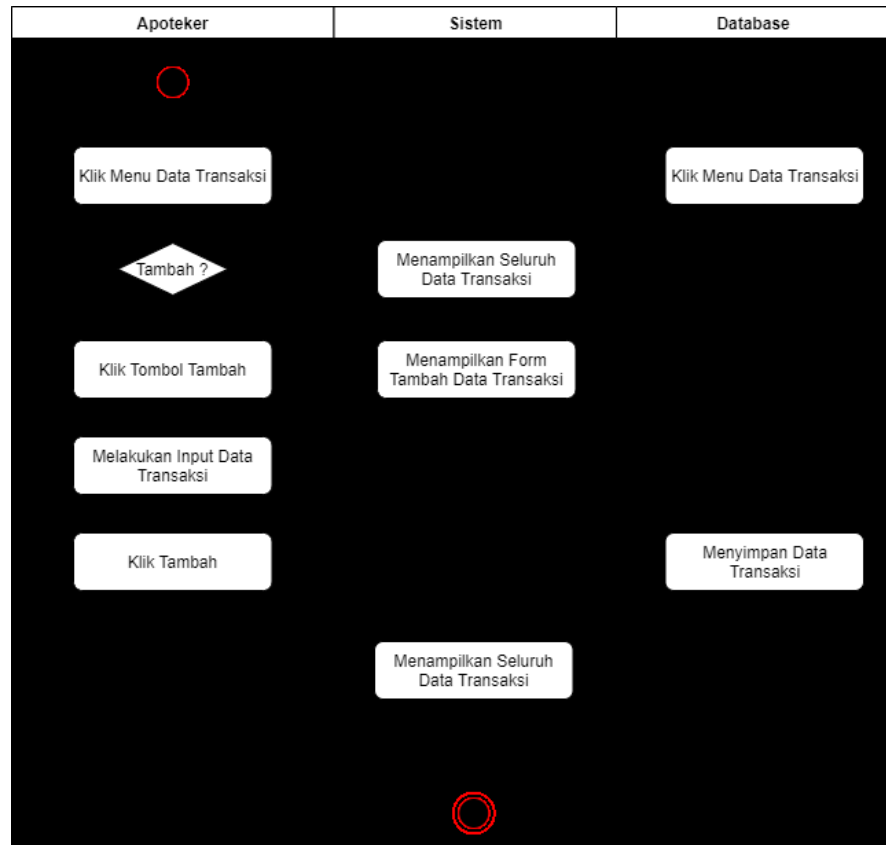 Apoteker
Sistem
Database
Klik Menu Data Transaksi
Klik Menu Data Transaksi
Tambah ?
Menampilkan Seluruh
Data Transaksi
Klik Tombol Tambah
Menampilkan Form
Tambah Data Transaksi
Melakukan Input Data
Transaksi
Klik Tambah
Menyimpan Data
Transaksi
Menampilkan Seluruh
Data Transaksi